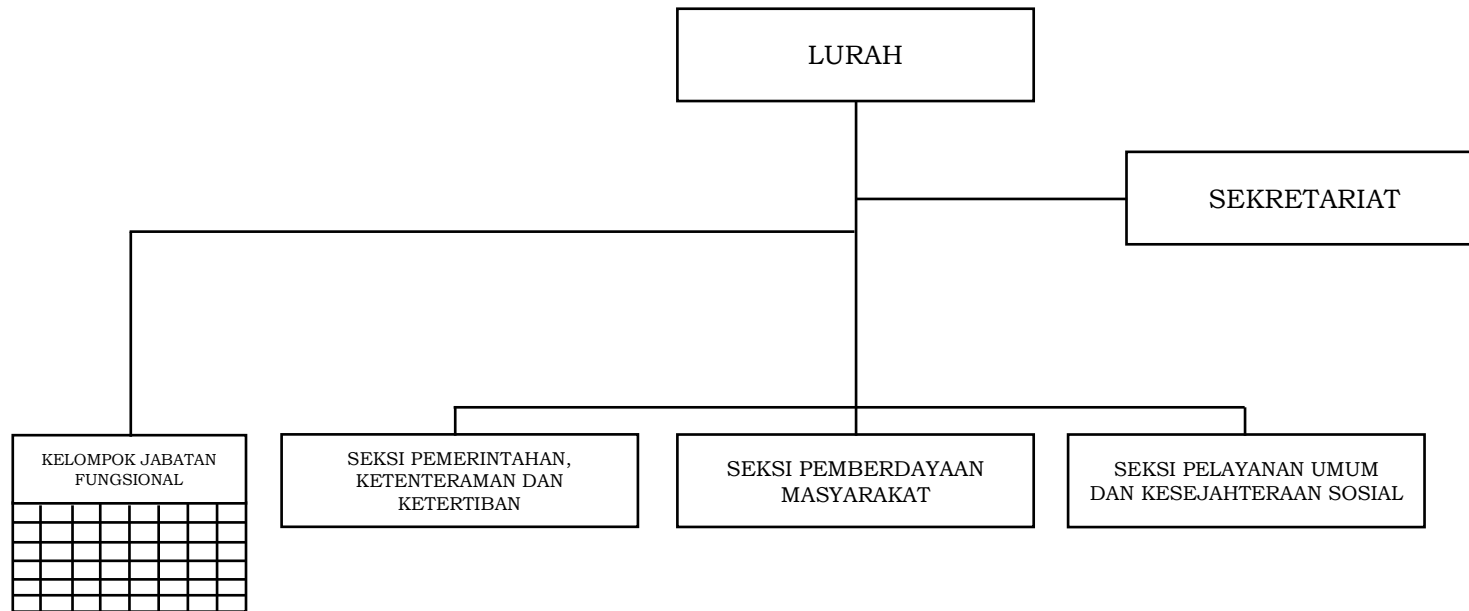 LURAH
SEKRETARIAT
KELOMPOK JABATAN
FUNGSIONAL
SEKSI PEMERINTAHAN,
KETENTERAMAN DAN
KETERTIBAN
SEKSI PEMBERDAYAAN
MASYARAKAT
SEKSI PELAYANAN UMUM
DAN KESEJAHTERAAN SOSIAL